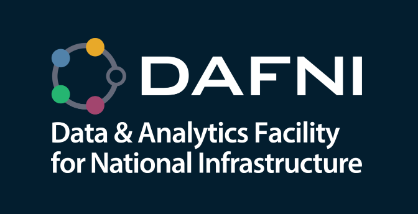 DAFNI
Data & Analytics Facility
for National Infrastructure